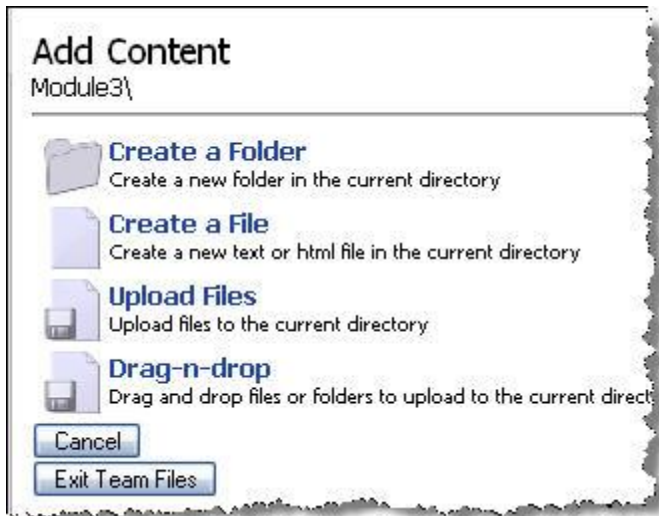 Add Content
Module3\
Create a Folder
Create a new folder in the current directory
Create a File
Create a new text or html file in the current directory
Upload Files
Upload files to the current directory
Drag-n-drop
Drag and drop files or folders to upload to the current direct
Cancel
Exit Team Files